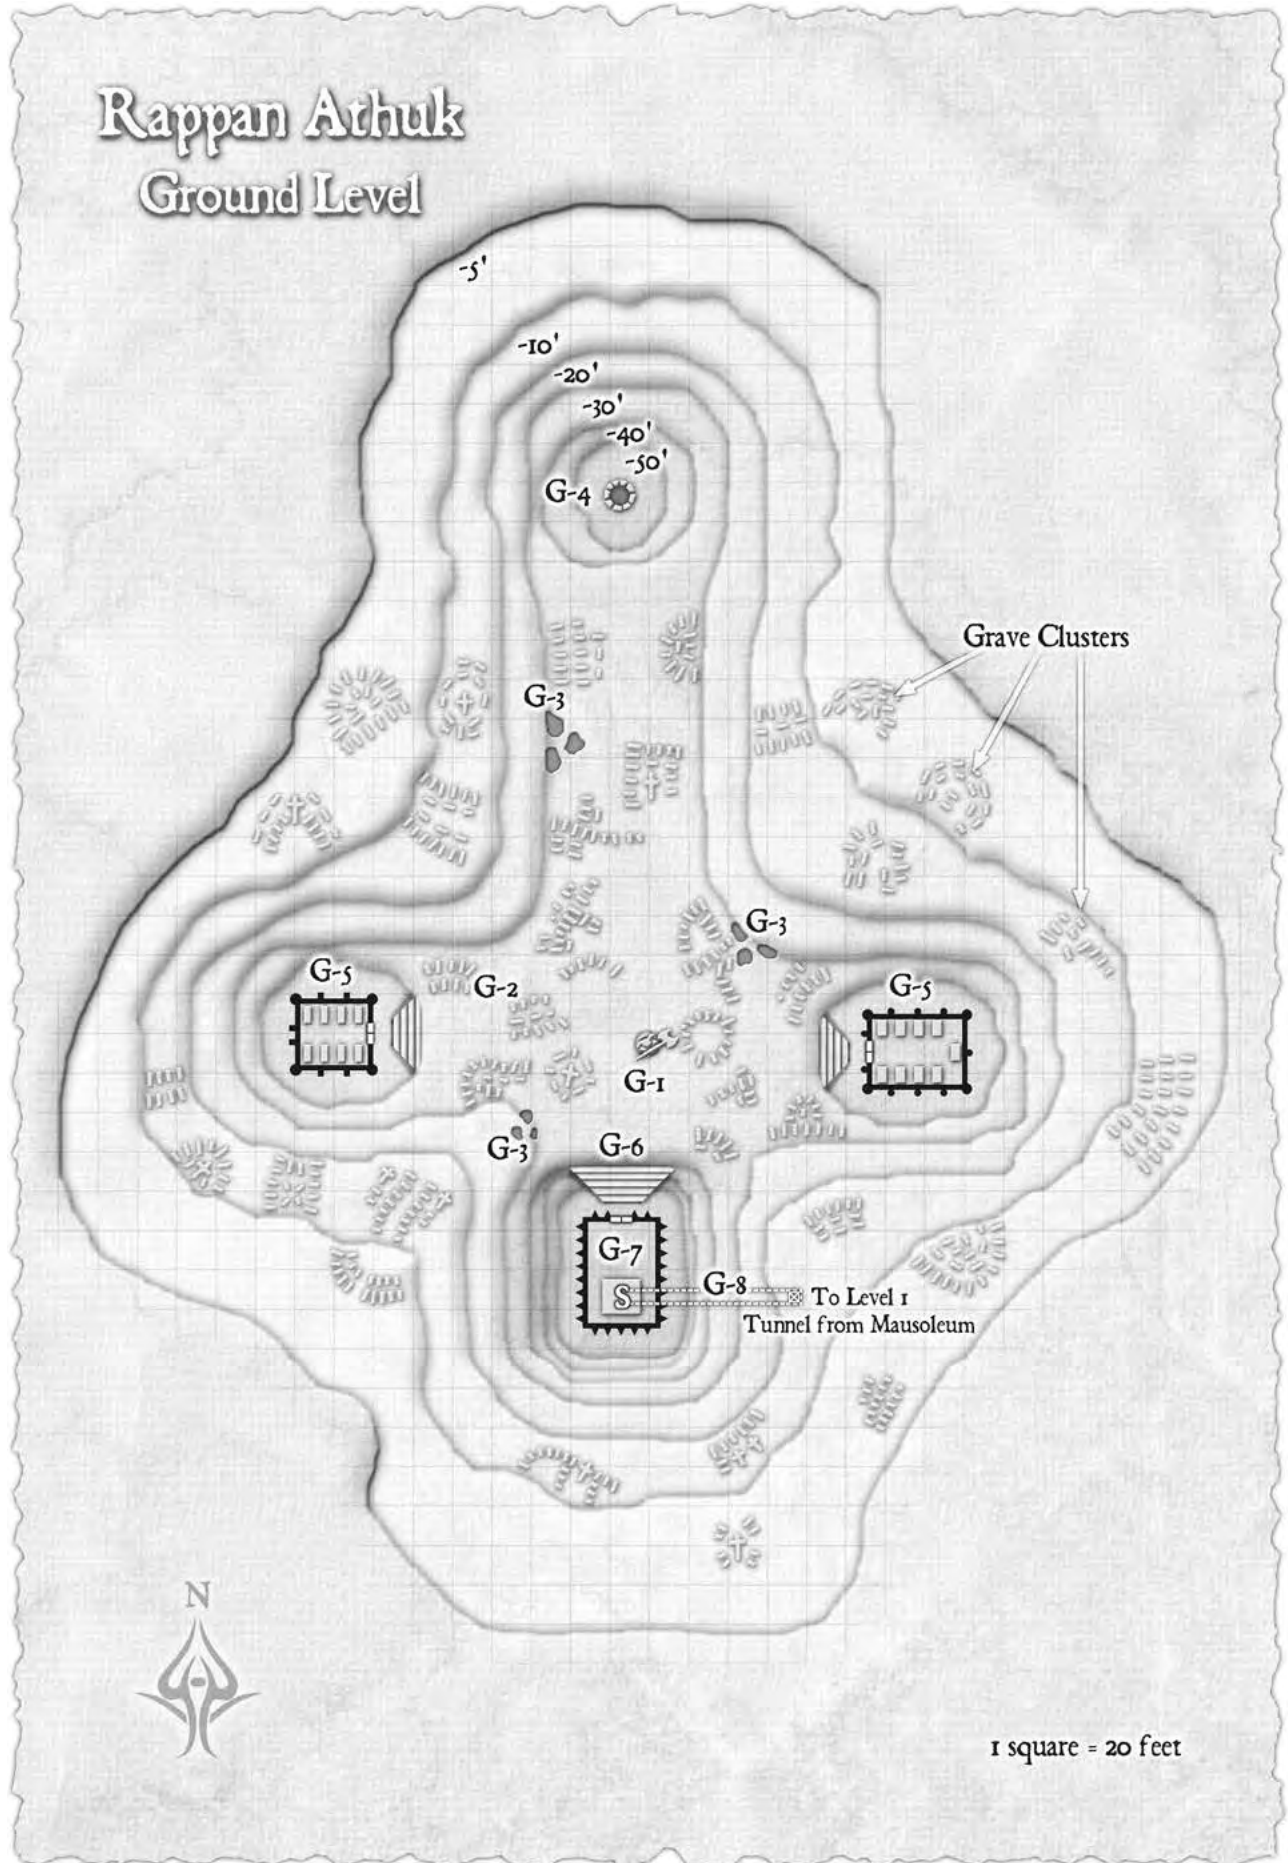 Rappan Athuk
Ground Level
-5'
-10'
-20'
-30'
-40'
-50'
G-4
Grave Clusters
G-3
G-3
G-5
G-2
G-5
G-1
G-3
G-6
G-7
G-8
S
To Level 1
Tunnel from Mausoleum
N
1 square = 20 feet